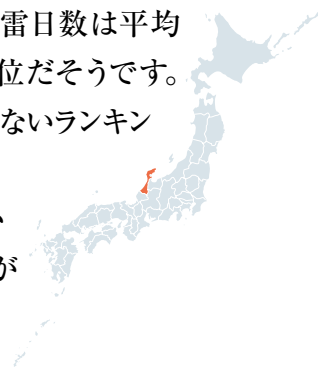 雷日数は平均
位だそうです。
ないランキン
い
が